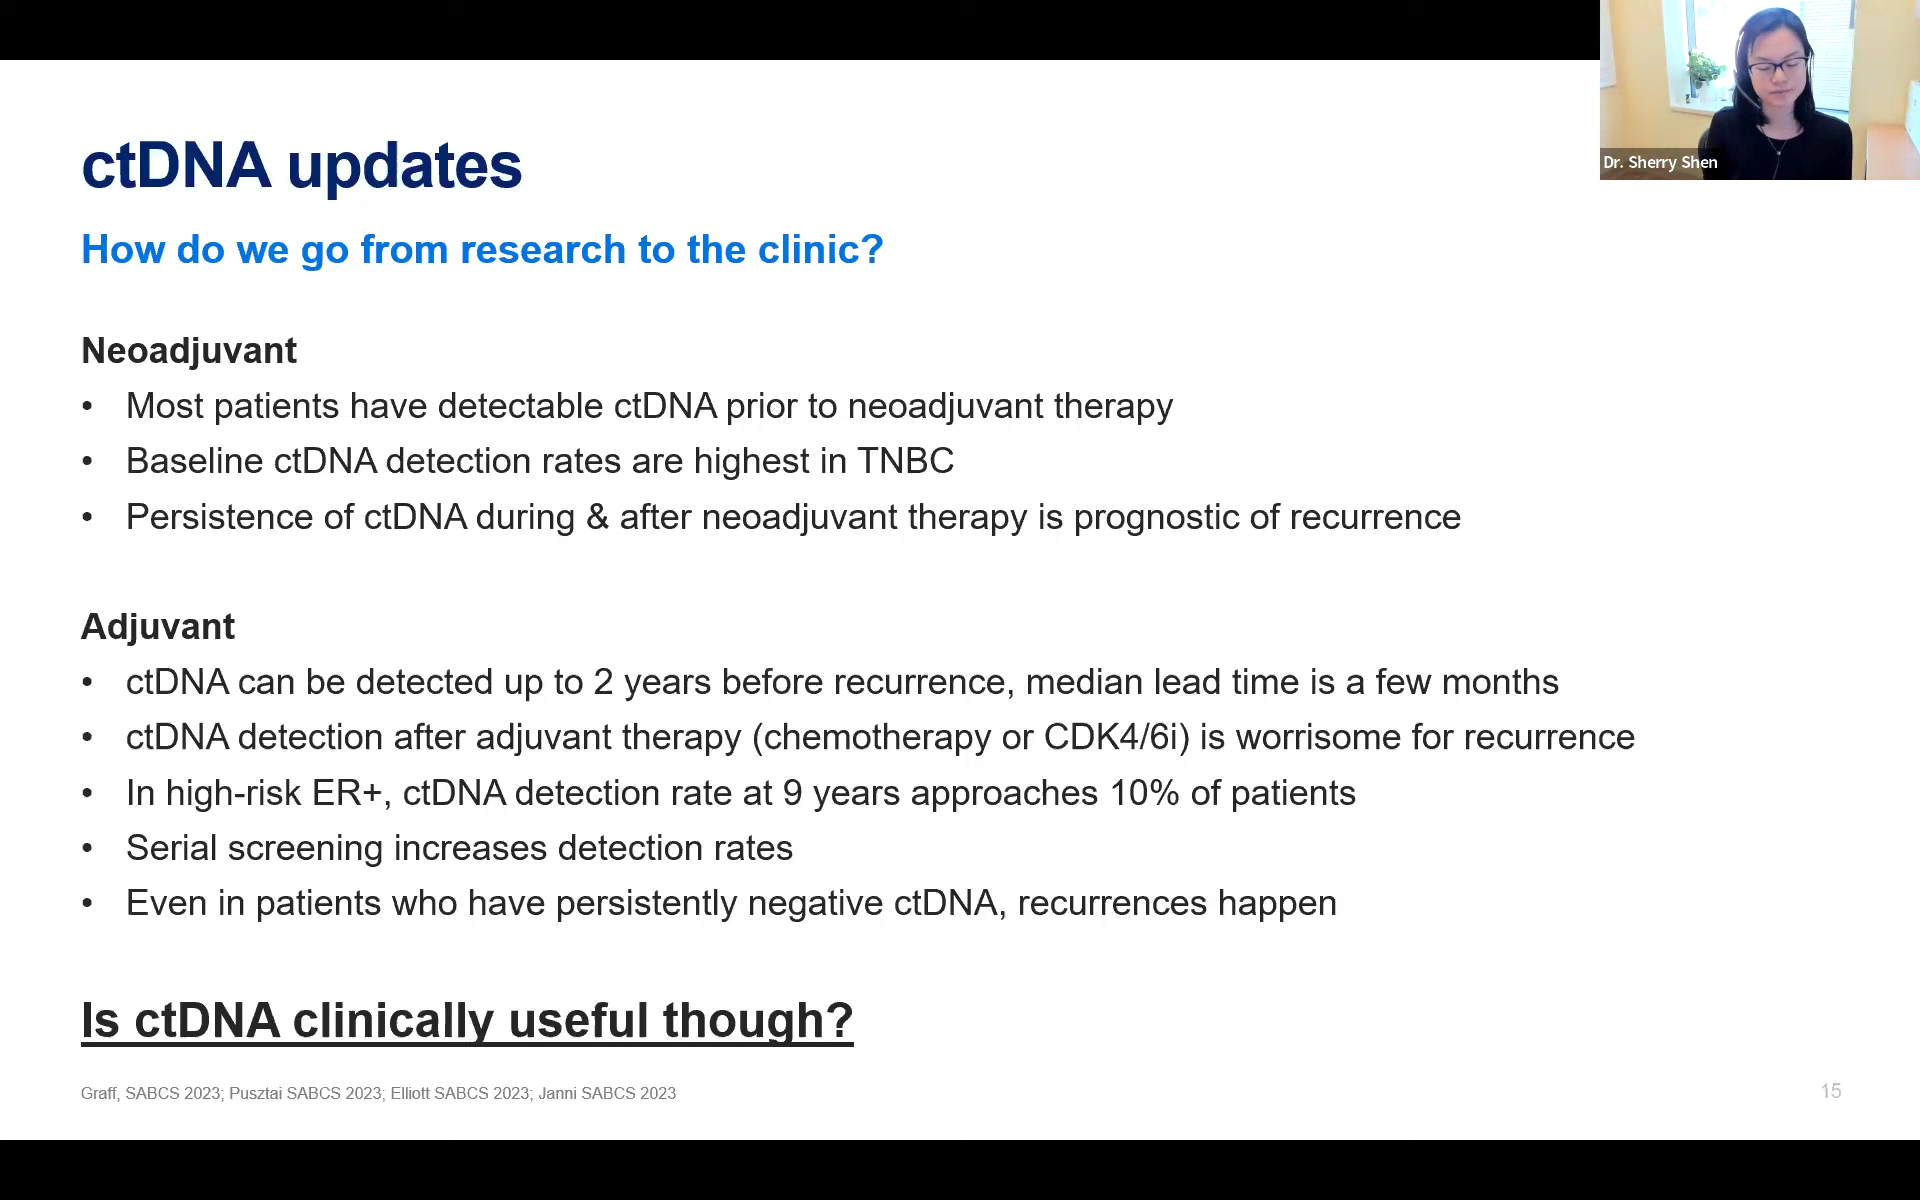 Dr. Sherry Shen
ctDNA updates
How do we go from research to the clinic?
Neoadjuvant
• Most patients have detectable ctDNA prior to neoadjuvant therapy
• Baseline ctDNA detection rates are highest in TNBC
• Persistence of ctDNA during & after neoadjuvant therapy is prognostic of recurrence
Adjuvant
• ctDNA can be detected up to 2 years before recurrence, median lead time is a few months
• ctDNA detection after adjuvant therapy (chemotherapy or CDK4/6i) is worrisome for recurrence
• In high-risk ER+, ctDNA detection rate at 9 years approaches 10% of patients
• Serial screening increases detection rates
• Even in patients who have persistently negative ctDNA, recurrences happen
Is ctDNA clinically useful though?
Graff, SABCS 2023; Pusztai SABCS 2023; Elliott SABCS 2023; Janni SABCS 2023
15